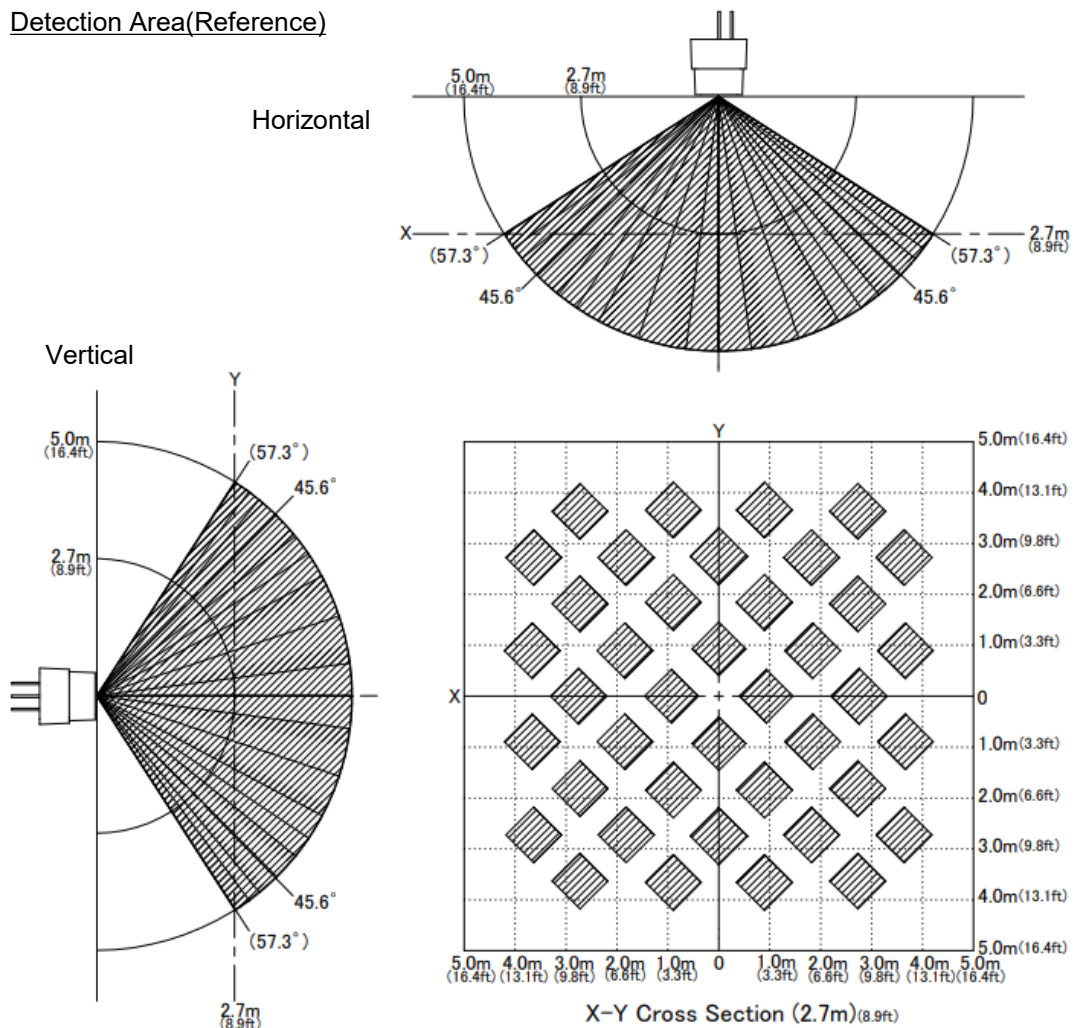 Detection Area(Reference)
5.0m
(16.4ft)
2.7m
(8.9ft)
Horizontal
X
2.7m
(8.9ft)
(57.3°)
(57.3°)
45.6°
45.6°
Vertical
Y
5.0m
(16.4ft)
(57.3°)
45.6°
2.7m
(8.9ft)
45.6°
(57.3°)
2.7m
(8.9ft)
Y
5.0m(16.4ft)
4.0m(13.1ft)
3.0m(9.8ft)
2.0m(6.6ft)
1.0m(3.3ft)
X
0
1.0m(3.3ft)
2.0m(6.6ft)
3.0m(9.8ft)
4.0m(13.1ft)
5.0m(16.4ft)
5.0m 4.0m 3.0m 2.0m 1.0m 0 1.0m 2.0m 3.0m 4.0m 5.0m
(16.4ft) (13.1ft) (9.8ft) (6.6ft) (3.3ft) (3.3ft) (6.6ft) (9.8ft) (13.1ft) (16.4ft)
X-Y Cross Section (2.7m)(8.9ft)